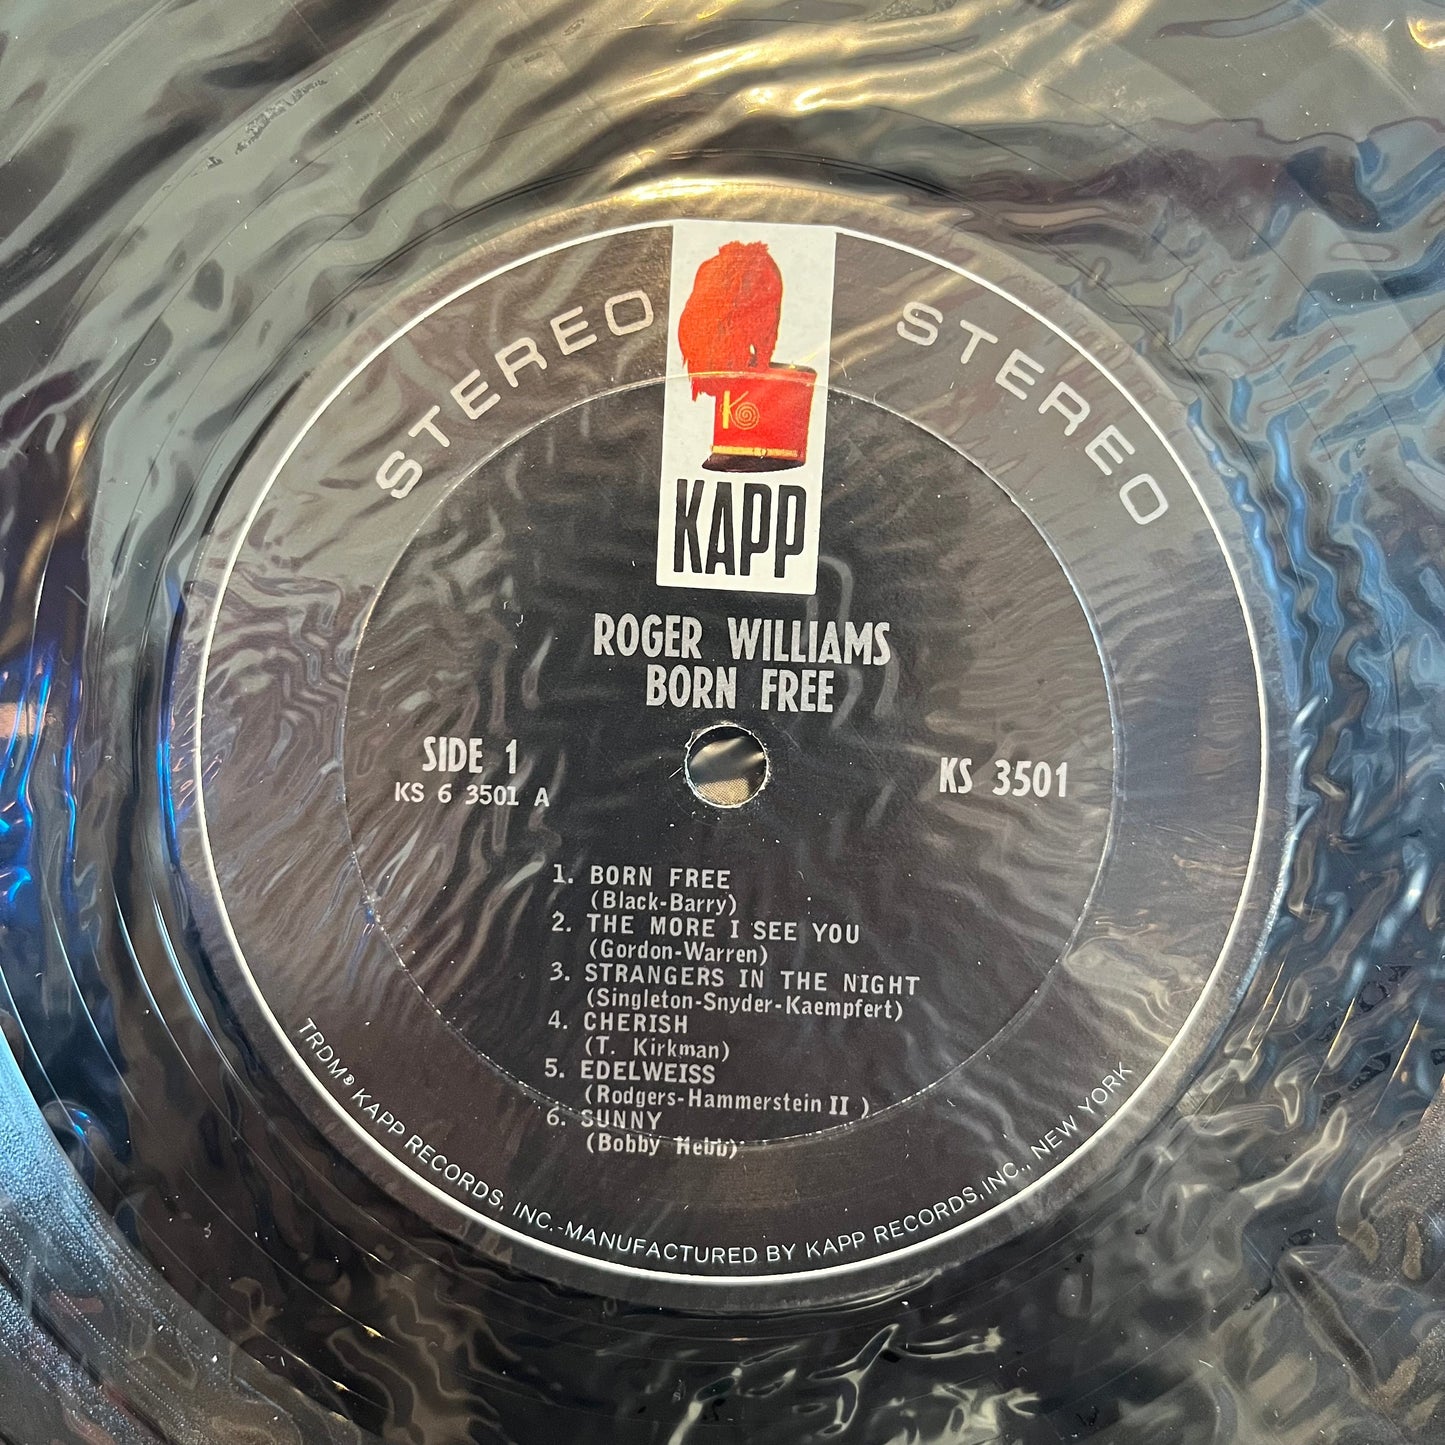 STEREO STEREO
K
KAPP
ROGER WILLIAMS
BORN FREE
SIDE 1
KS 6 3501 A
KS 3501
1. BORN FREE
(Black-Barry)
2. THE MORE I SEE YOU
(Gordon-Warren)
3. STRANGERS IN THE NIGHT
(Singleton-Snyder-Kaempfert)
4. CHERISH
(T. Kirkman)
5. EDELWEISS
(Rodgers-Hammerstein II )
6. SUNNY
(Bobby Hebb)
TRDM® KAPP RECORDS, INC.-MANUFACTURED BY KAPP RECORDS, INC., NEW YORK